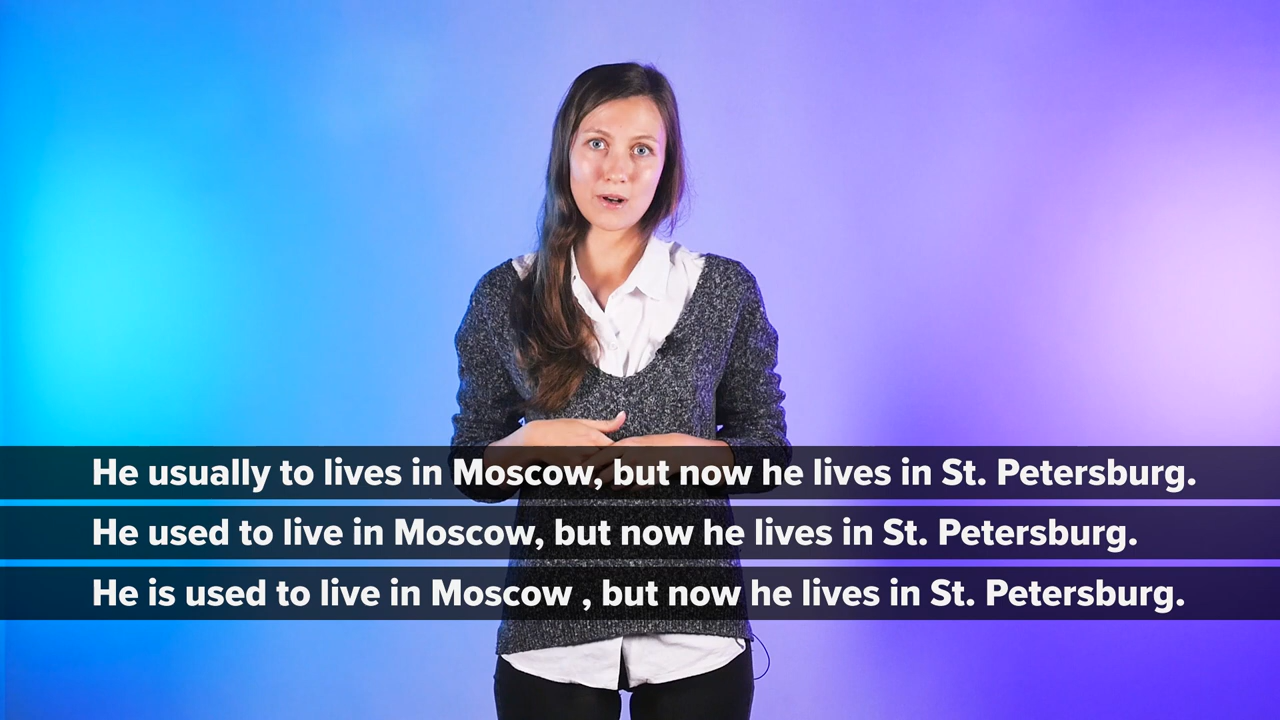 He usually to lives in Moscow, but now he lives in St. Petersburg.
He used to live in Moscow, but now he lives in St. Petersburg.
He is used to live in Moscow , but now he lives in St. Petersburg.